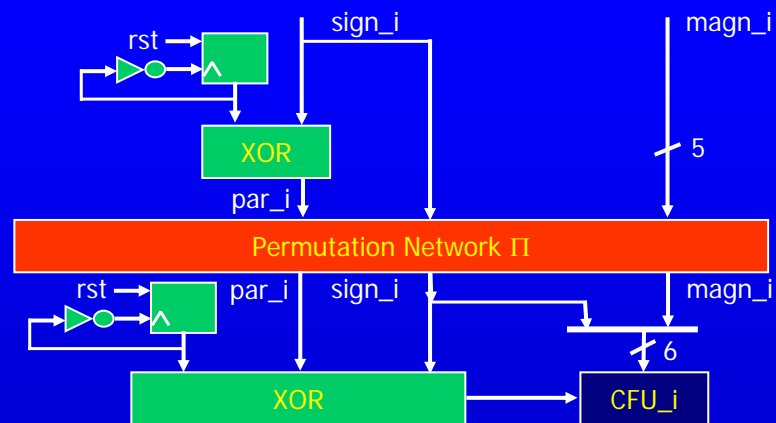 sign_i
magn_i
rst
XOR
5
par_i
Permutation Network Π
rst
par_i
sign_i
magn_i
6
XOR
CFU_i